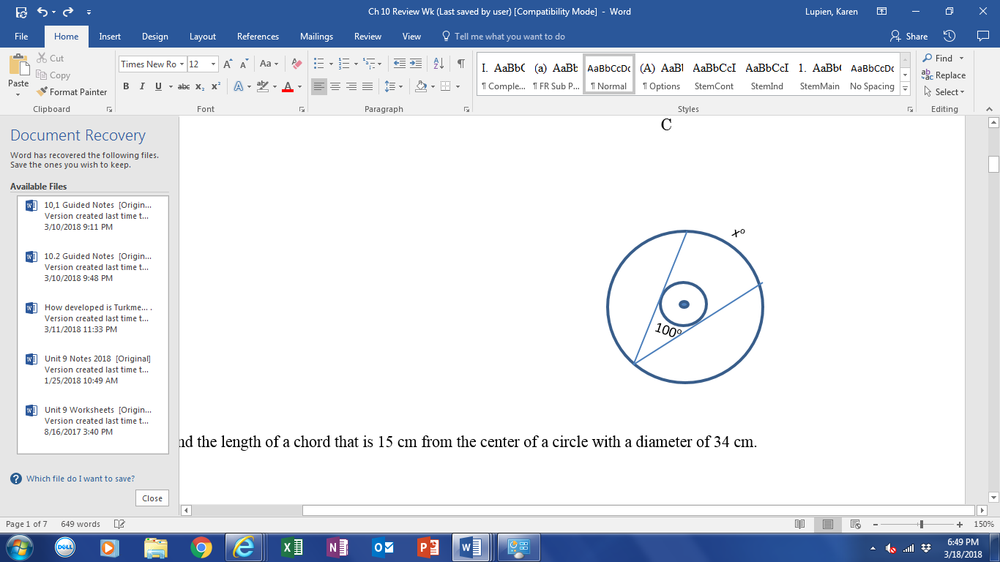 Ch 10 Review Wk (Last saved by user) [Compatibility Mode] - Word
Lupien, Karen
File Home Insert Design Layout References Mailings Review View Tell me what you want to do Share
Paste
Cut
Copy
Format Painter
Times New Ro 12 Aa
B I U abc x₂ x² A ab A
I. AaBbC (a) AaBb AaBbCcDc (A) AaBl AaBbCcI AaBbCcI 1. AaBb( AaBbCcDc
¶ Comple... ¶ FR Sub P... ¶ Normal ¶ Options StemCont StemInd StemMain No Spacing
Find
Replace
Select
Clipboard Font Paragraph Styles Editing
Document Recovery
Word has recovered the following files.
Save the ones you wish to keep.
Available Files
10,1 Guided Notes [Origin...
Version created last time t...
3/10/2018 9:11 PM
10.2 Guided Notes [Origin...
Version created last time t...
3/10/2018 9:48 PM
How developed is Turkme... .
Version created last time t...
3/11/2018 11:33 PM
Unit 9 Notes 2018 [Original]
Version created last time t...
1/25/2018 10:49 AM
Unit 9 Worksheets [Origin...
Version created last time t...
8/16/2017 3:40 PM
Which file do I want to save?
Close
C
xº
100º
nd the length of a chord that is 15 cm from the center of a circle with a diameter of 34 cm.
Page 1 of 7 649 words
150%
DELL
6:49 PM
3/18/2018